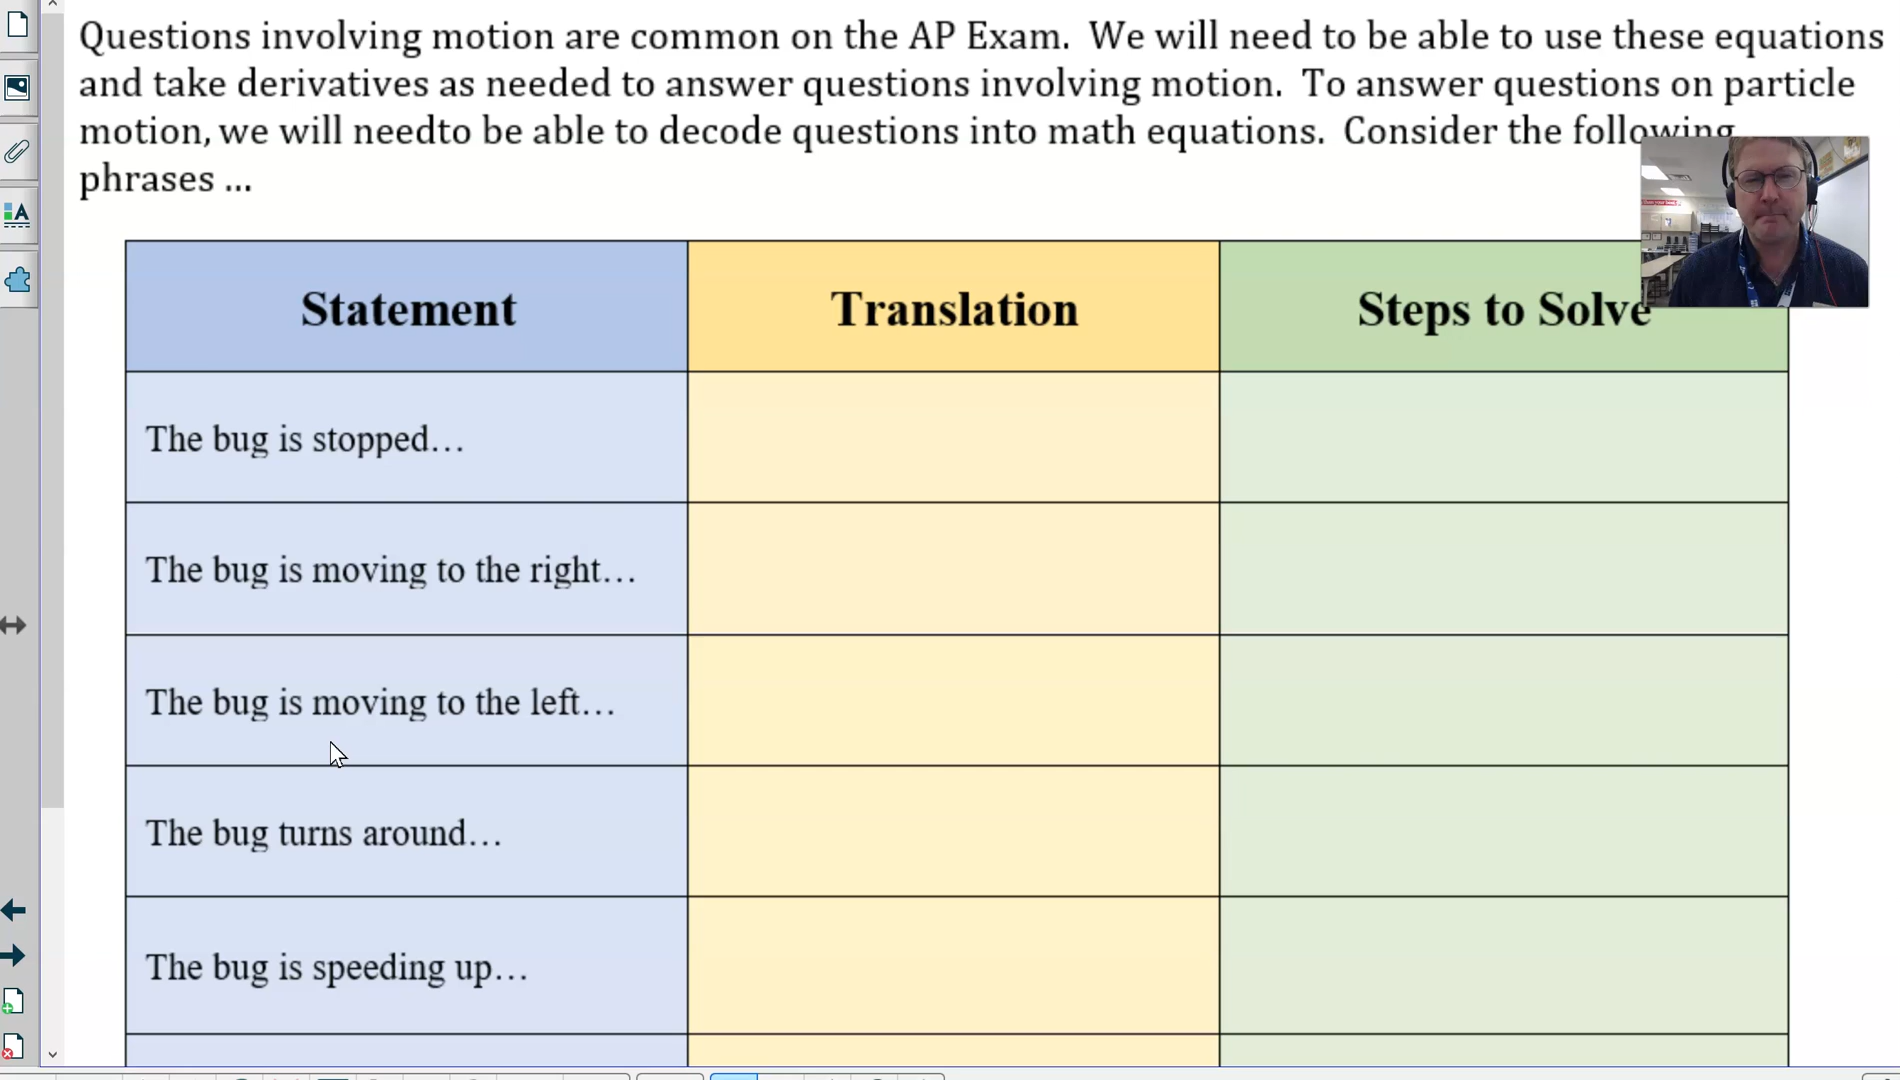 Questions involving motion are common on the AP Exam.  We will need to be able to use these equations
and take derivatives as needed to answer questions involving motion.  To answer questions on particle
motion, we will needto be able to decode questions into math equations.  Consider the following
phrases ...
Statement Translation Steps to Solve
The bug is stopped…
The bug is moving to the right…
The bug is moving to the left…
The bug turns around…
The bug is speeding up…